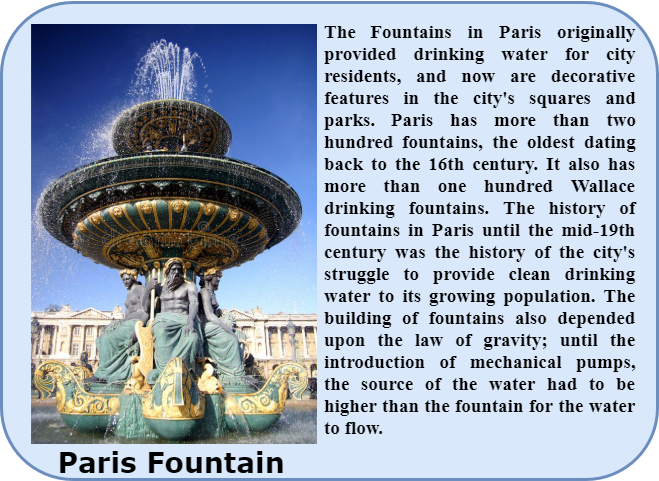 The Fountains in Paris originally
provided drinking water for city
residents, and now are decorative
features in the city's squares and
parks. Paris has more than two
hundred fountains, the oldest dating
back to the 16th century. It also has
more than one hundred Wallace
drinking fountains. The history of
fountains in Paris until the mid-19th
century was the history of the city's
struggle to provide clean drinking
water to its growing population. The
building of fountains also depended
upon the law of gravity; until the
introduction of mechanical pumps,
the source of the water had to be
higher than the fountain for the water
to flow.
Paris Fountain